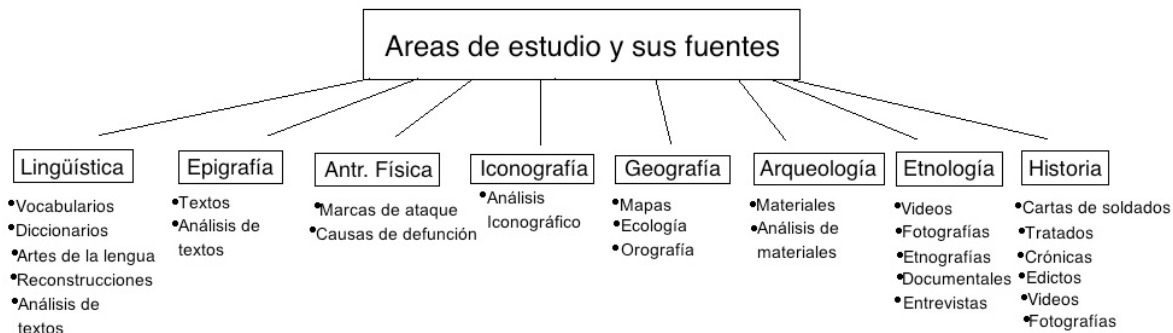 Areas de estudio y sus fuentes
Lingüística
•Vocabularios
•Diccionarios
•Artes de la lengua
•Reconstrucciones
•Análisis de
textos
Epigrafía
•Textos
•Análisis de
textos
Antr. Física
•Marcas de ataque
•Causas de defunción
Iconografía
•Análisis
Iconográfico
Geografía
•Mapas
•Ecología
•Orografía
Arqueología
•Materiales
•Análisis de
materiales
Etnología
•Videos
•Fotografías
•Etnografías
•Documentales
•Entrevistas
Historia
•Cartas de soldados
•Tratados
•Crónicas
•Edictos
•Videos
•Fotografías